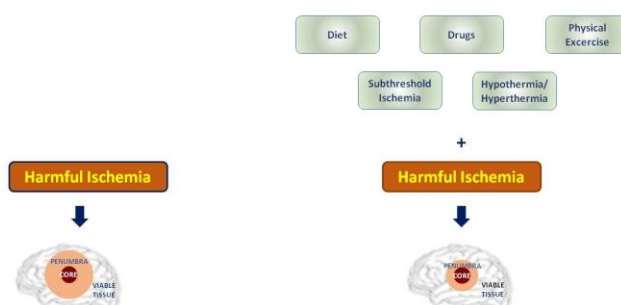 Diet
Drugs
Physical
Excercise
Subthreshold
Ischemia
Hypothermia/
Hyperthermia
+
Harmful Ischemia
Harmful Ischemia
PENUMBRA
CORE
VIABLE
TISSUE
PENUMBRA
CORE
VIABLE
TISSUE